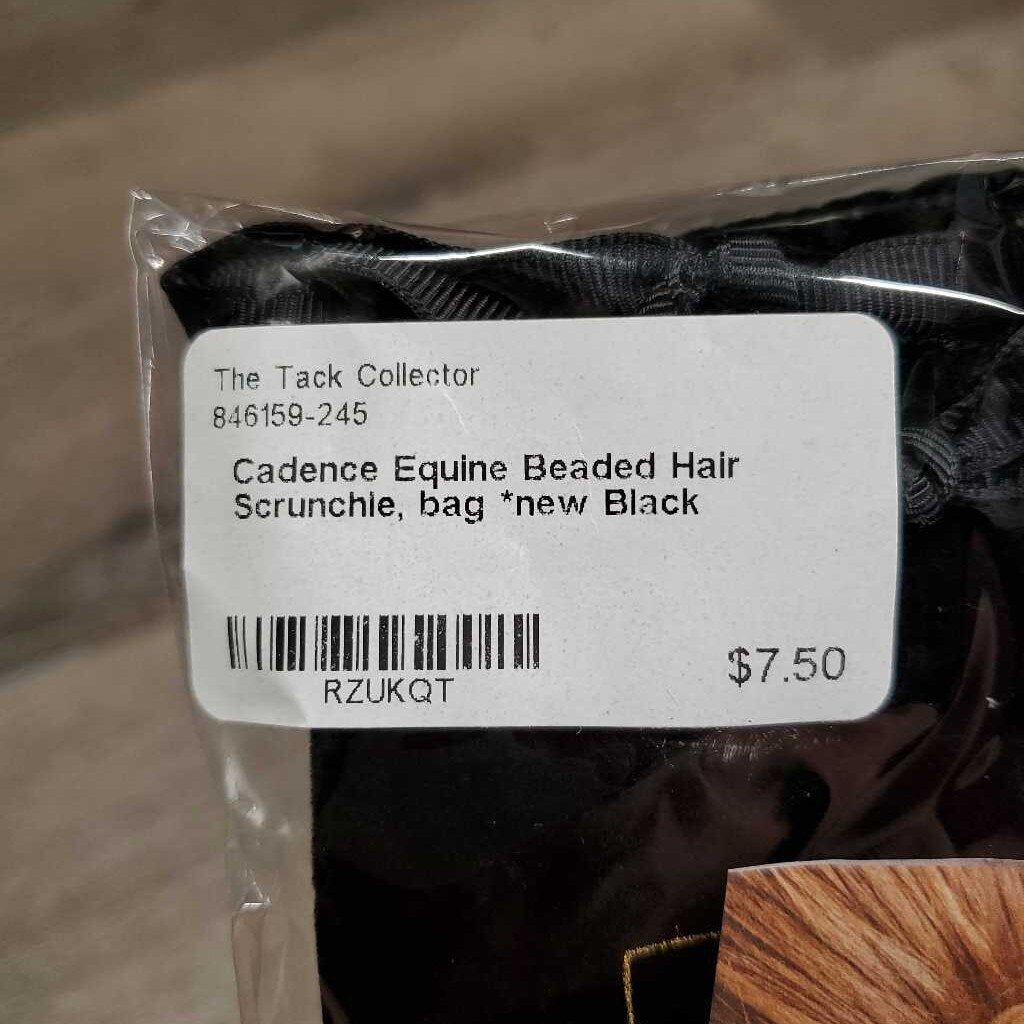 The Tack Collector
846159-245
Cadence Equine Beaded Hair
Scrunchie, bag *new Black
RZUKQT
$7.50